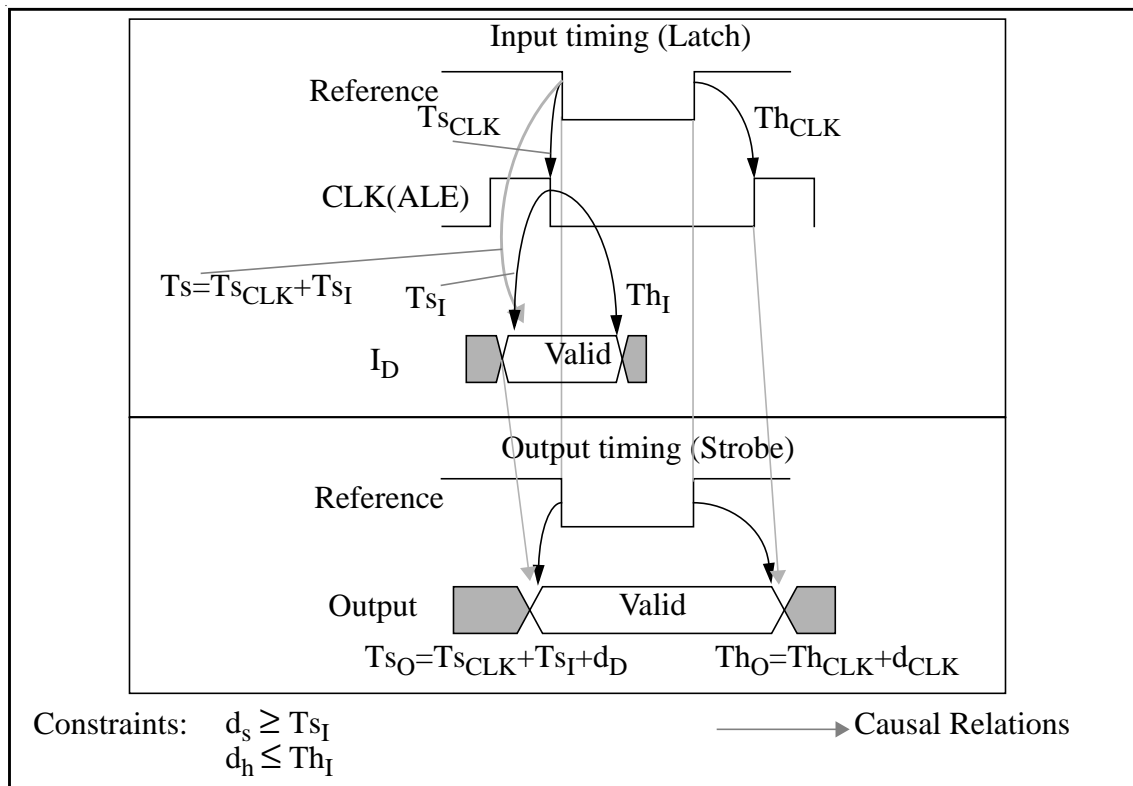 Input timing (Latch)
Reference
Ts_CLK
Th_CLK
CLK(ALE)
Ts=Ts_CLK+Ts_I
Ts_I
Th_I
I_D
Valid
Output timing (Strobe)
Reference
Output
Valid
Ts_O=Ts_CLK+Ts_I+d_D
Th_O=Th_CLK+d_CLK
Constraints: d_s ≥ Ts_I
d_h ≤ Th_I
Causal Relations